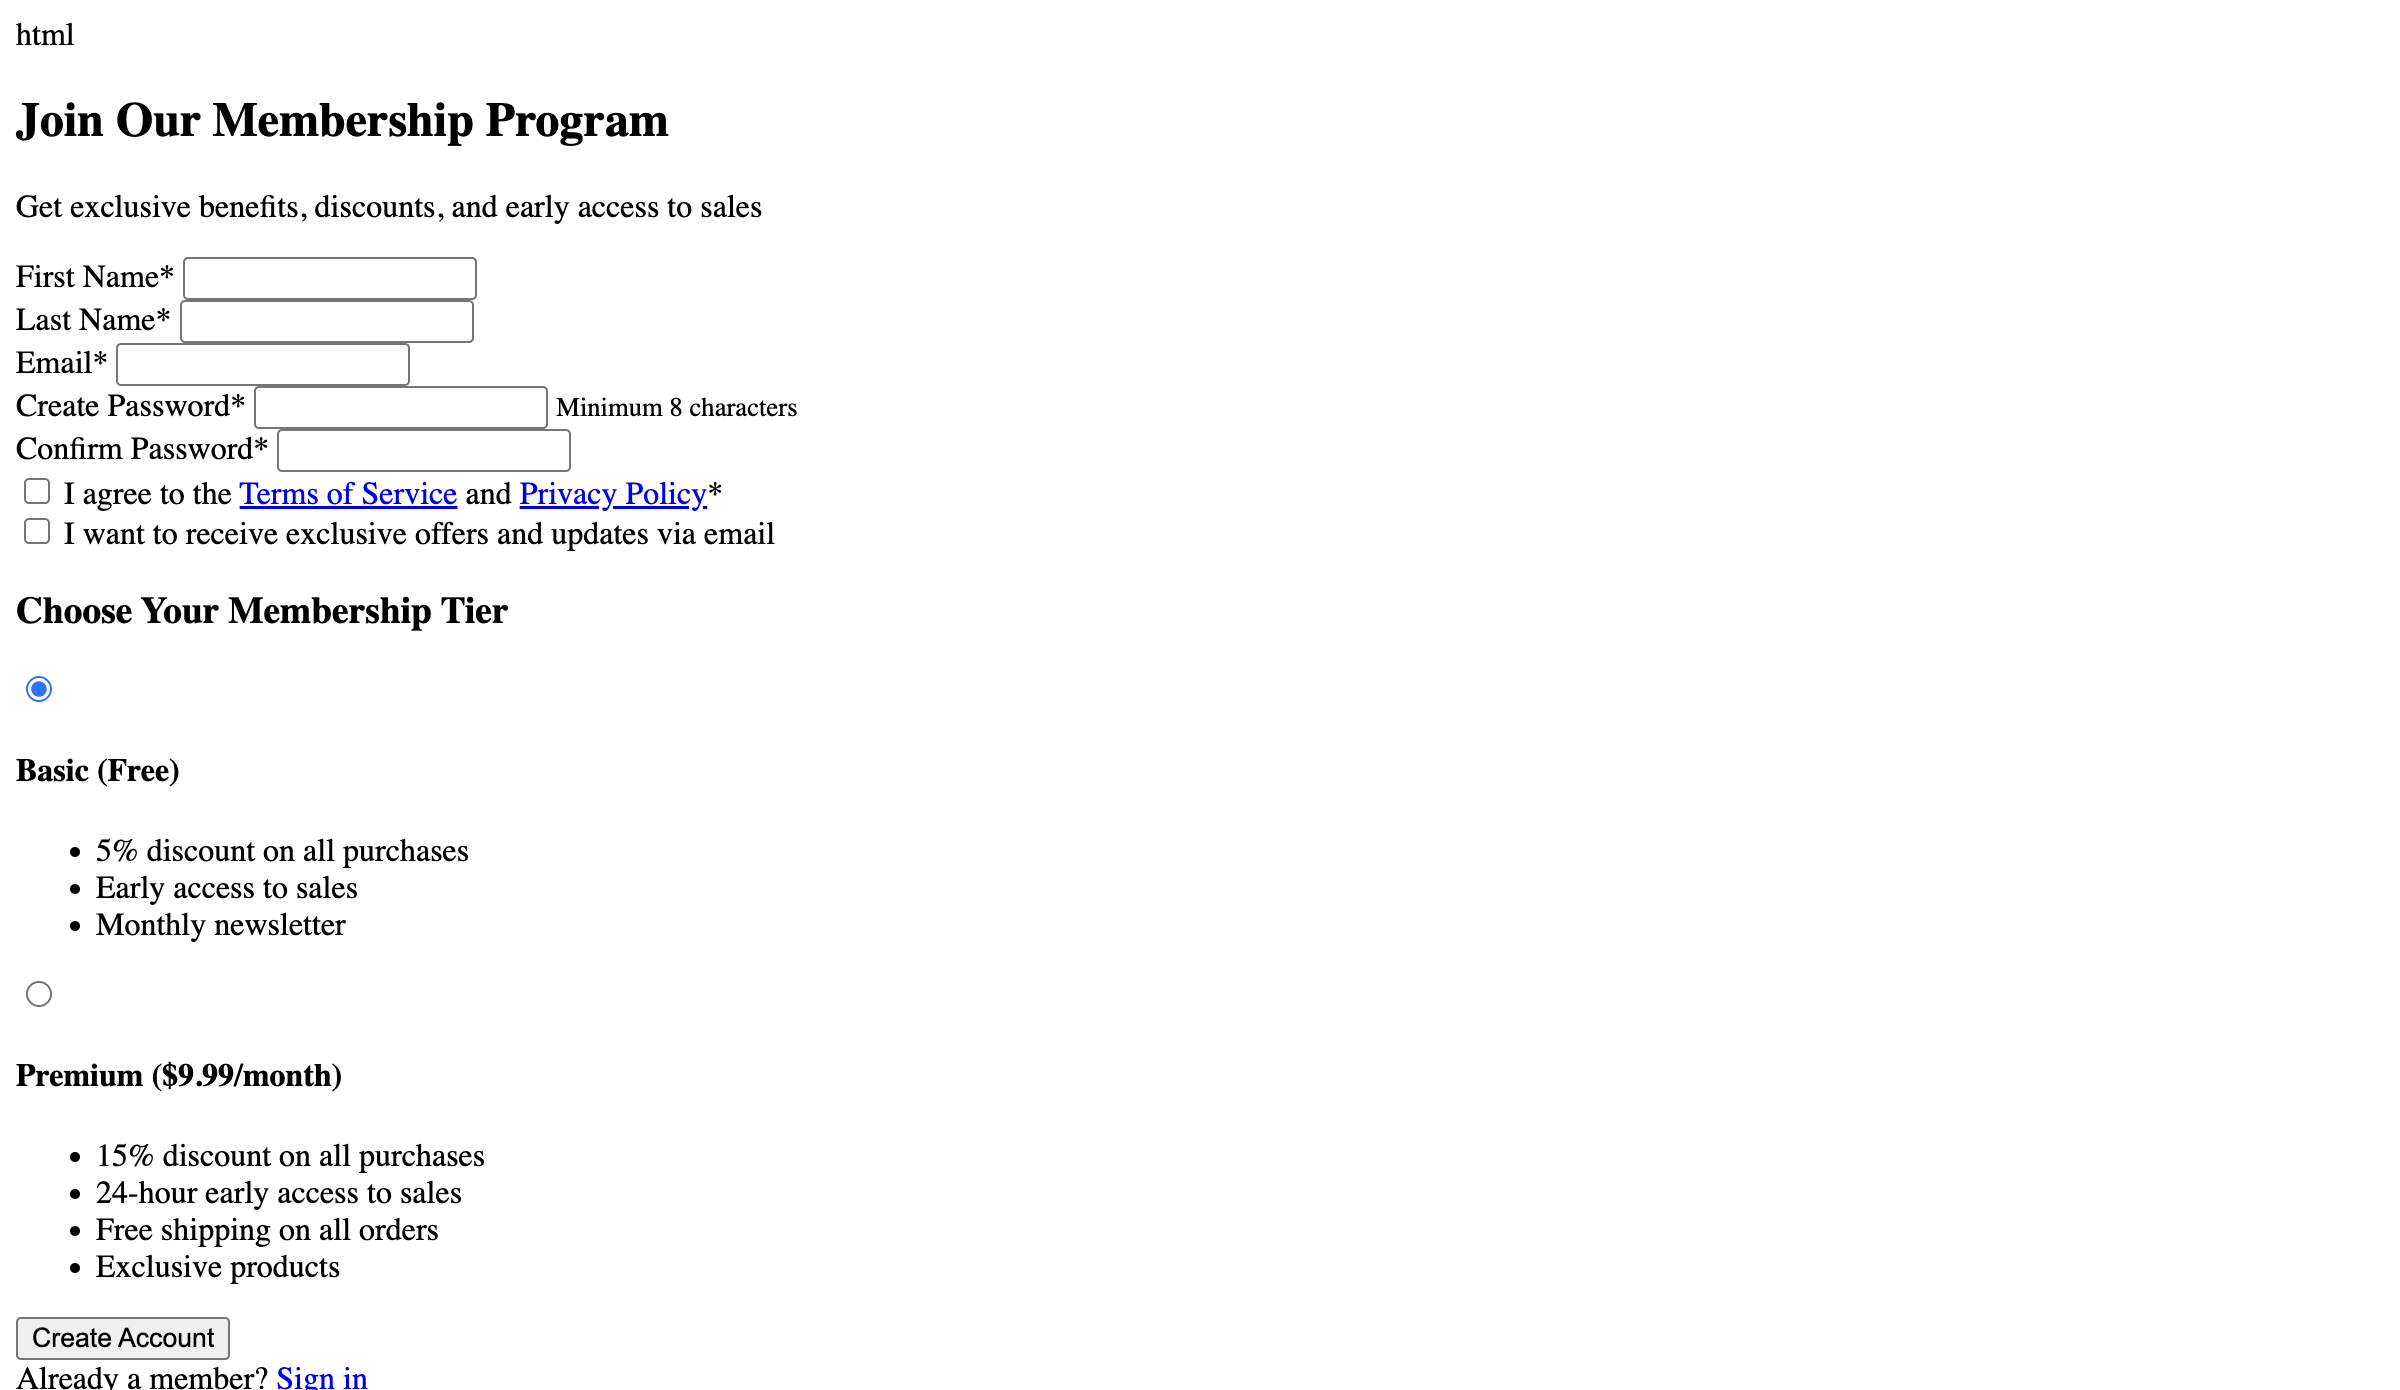 html
Join Our Membership Program
Get exclusive benefits, discounts, and early access to sales
First Name*
Last Name*
Email*
Create Password* Minimum 8 characters
Confirm Password*
I agree to the Terms of Service and Privacy Policy*
I want to receive exclusive offers and updates via email
Choose Your Membership Tier
Basic (Free)
5% discount on all purchases
Early access to sales
Monthly newsletter
Premium ($9.99/month)
15% discount on all purchases
24-hour early access to sales
Free shipping on all orders
Exclusive products
Create Account
Already a member? Sign in